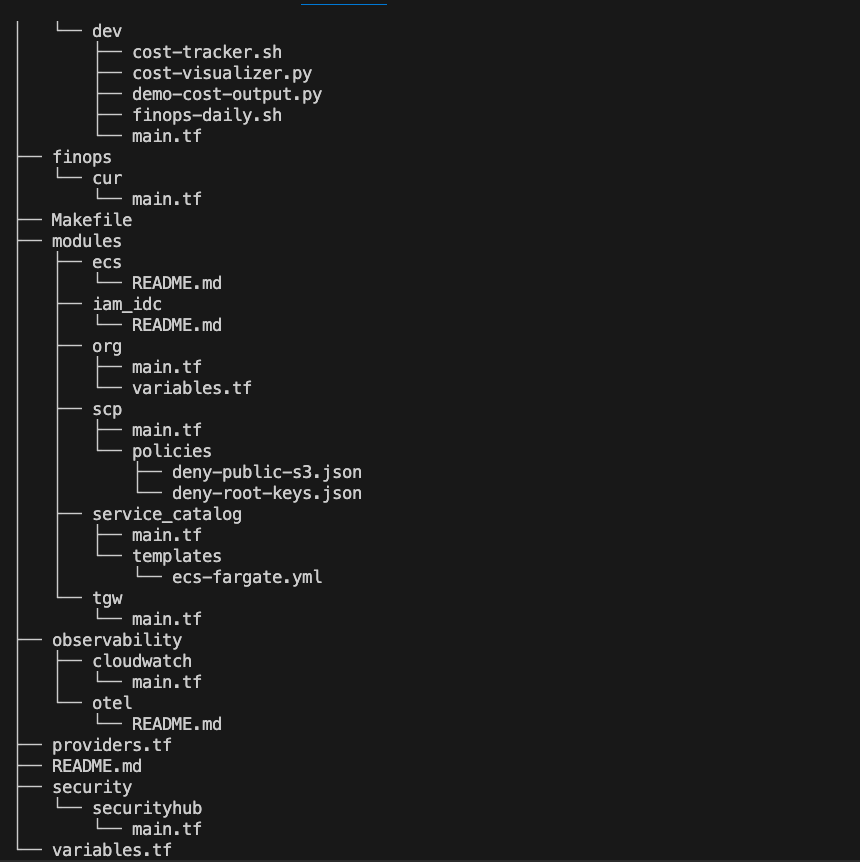 │   └── dev
│       ├── cost-tracker.sh
│       ├── cost-visualizer.py
│       ├── demo-cost-output.py
│       ├── finops-daily.sh
│       └── main.tf
├── finops
│   └── cur
│       └── main.tf
├── Makefile
├── modules
│   ├── ecs
│   │   └── README.md
│   ├── iam_idc
│   │   └── README.md
│   ├── org
│   │   ├── main.tf
│   │   └── variables.tf
│   ├── scp
│   │   ├── main.tf
│   │   └── policies
│   │       ├── deny-public-s3.json
│   │       └── deny-root-keys.json
│   ├── service_catalog
│   │   ├── main.tf
│   │   └── templates
│   │       └── ecs-fargate.yml
│   └── tgw
│       └── main.tf
├── observability
│   ├── cloudwatch
│   │   └── main.tf
│   └── otel
│       └── README.md
├── providers.tf
├── README.md
├── security
│   └── securityhub
│       └── main.tf
└── variables.tf